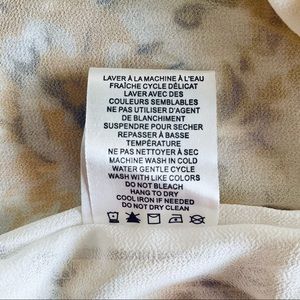 LAVER À LA MACHINE À L'EAU
FRAÎCHE CYCLE DÉLICAT
LAVER AVEC DES
COULEURS SEMBLABLES
NE PAS UTILISER D'AGENT
DE BLANCHIMENT
SUSPENDRE POUR SECHER
REPASSER À BASSE
TEMPÉRATURE
NE PAS NETTOYER À SEC
MACHINE WASH IN COLD
WATER GENTLE CYCLE
WASH WITH LIKE COLORS
DO NOT BLEACH
HANG TO DRY
COOL IRON IF NEEDED
DO NOT DRY CLEAN